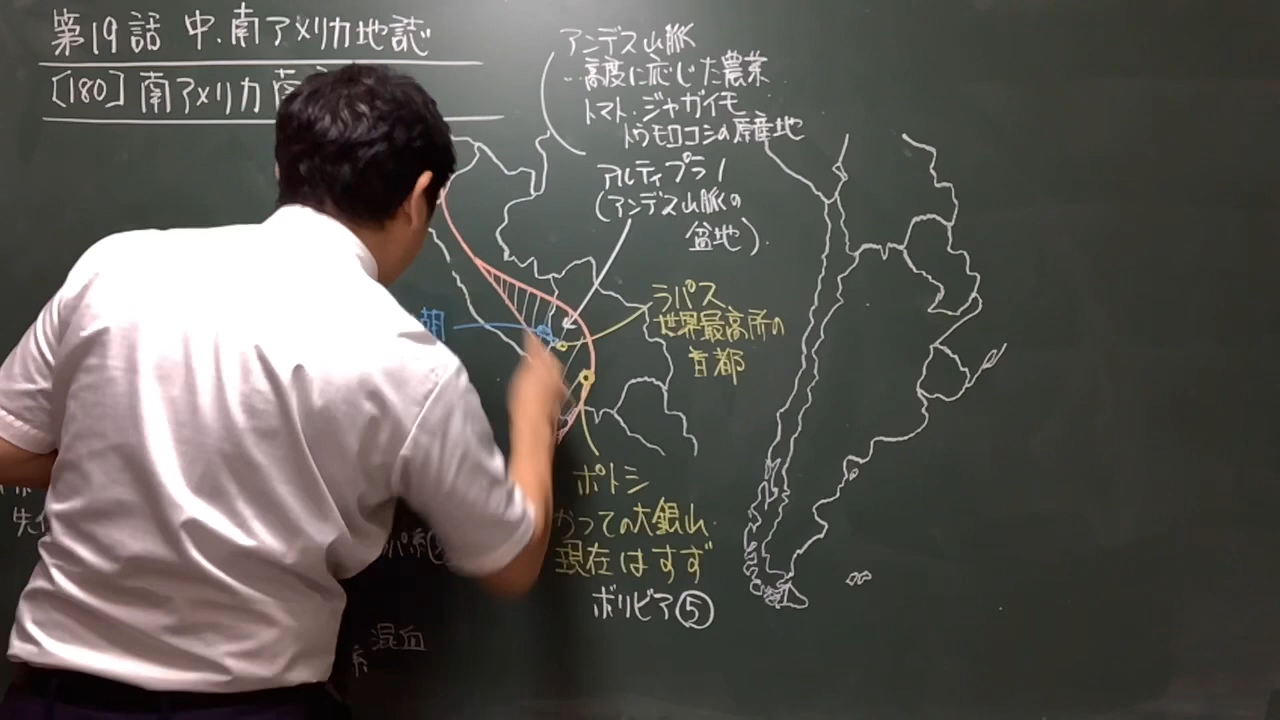 第19話 中.南アメリカ地誌
[180] 南アメリカ
アンデス山脈
…高度に応じた農業
トマト.ジャガイモ
トウモロコシの原産地
アルティプラノ
(アンデス山脈の
盆地).
ラパス
世界最高所の
首都
湖
ポトシ
かつての大銀山.
現在はすず
ボリビア⑤
混血